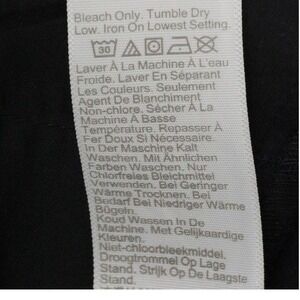 Bleach Only. Tumble Dry
Low. Iron On Lowest Setting.
30
Laver À La Machine À L'eau
Froide. Laver En Séparant
Les Couleurs. Seulement
Agent De Blanchiment
Non-chlore. Sécher À La
Machine À Basse
Température. Repasser À
Fer Doux Si Nécessaire.
In Der Maschine Kalt
Waschen. Mit Ähnlichen
Farben Waschen. Nur
Chlorfreies Bleichmittel
Verwenden. Bei Geringer
Wärme Trocknen. Bei
Bedarf Bei Niedriger Wärme
Bügeln.
Koud Wassen In De
Machine. Met Gelijkaardige
Kleuren.
Niet-chloorbleekmiddel.
Droogtrommel Op Lage
Stand. Strijk Op De Laagste
Stand.